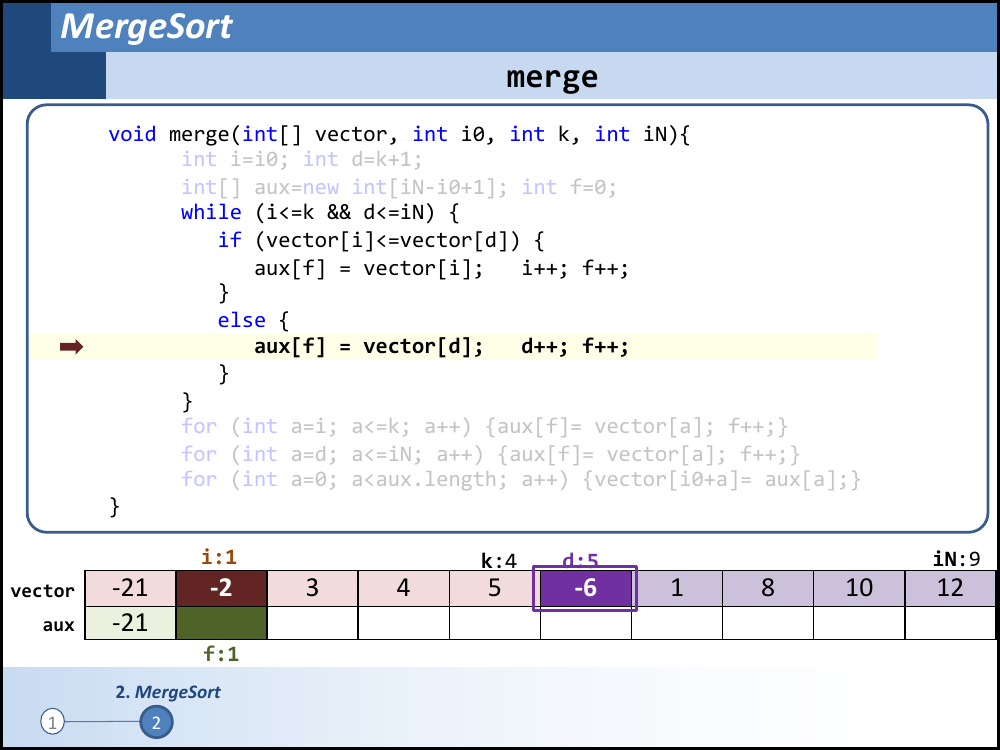 MergeSort
merge
void merge(int[] vector, int i0, int k, int iN){
int i=i0; int d=k+1;
int[] aux=new int[iN-i0+1]; int f=0;
while (i<=k && d<=iN) {
if (vector[i]<=vector[d]) {
aux[f] = vector[i];   i++; f++;
}
else {
aux[f] = vector[d];   d++; f++;
}
}
for (int a=i; a<=k; a++) {aux[f]= vector[a]; f++;}
for (int a=d; a<=iN; a++) {aux[f]= vector[a]; f++;}
for (int a=0; a<aux.length; a++) {vector[i0+a]= aux[a];}
}
i:1 k:4 d:5 iN:9
vector -21 -2 3 4 5 -6 1 8 10 12
aux -21
f:1
2. MergeSort
1 2